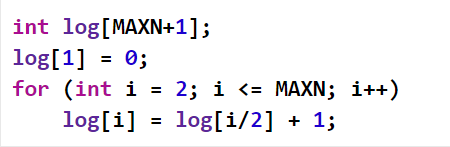 int log[MAXN+1];
log[1] = 0;
for (int i = 2; i <= MAXN; i++)
    log[i] = log[i/2] + 1;